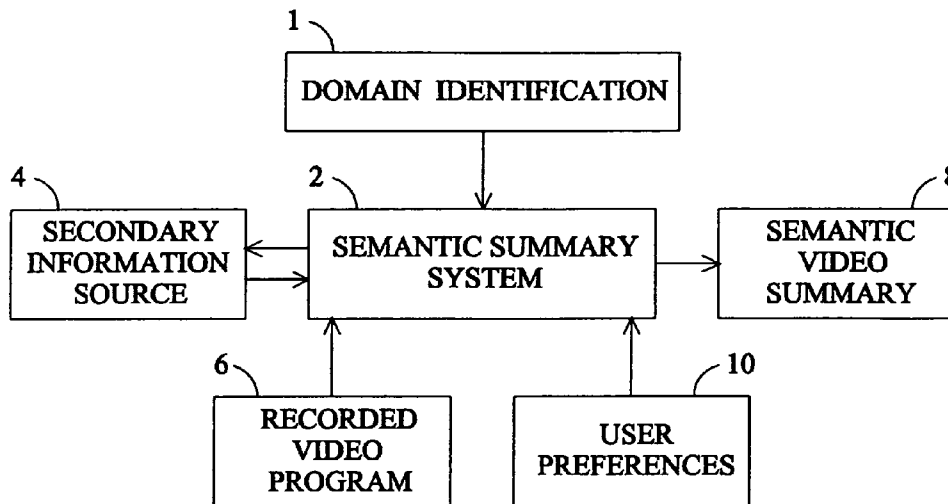 1
DOMAIN IDENTIFICATION
4
SECONDARY
INFORMATION
SOURCE
2
SEMANTIC SUMMARY
SYSTEM
8
SEMANTIC
VIDEO
SUMMARY
6
RECORDED
VIDEO
PROGRAM
10
USER
PREFERENCES